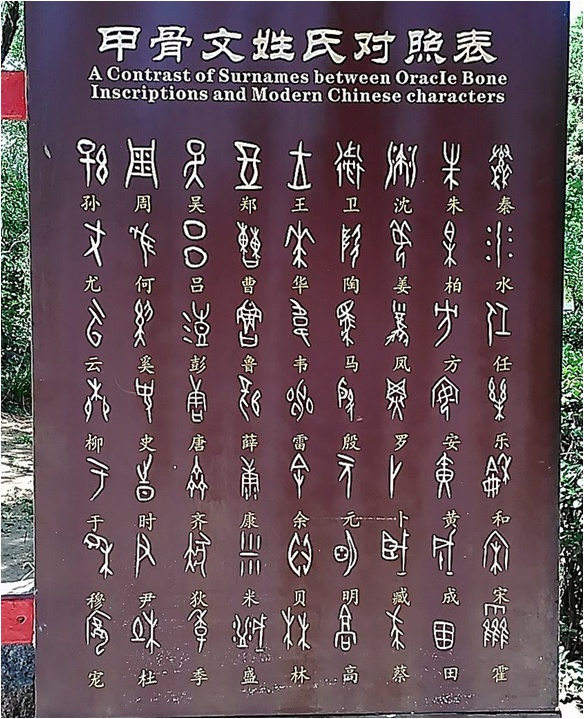 甲骨文姓氏对照表
A Contrast of Surnames between OracIe Bone
Inscriptions and Modern Chinese characters
孙 周 吴 郑 王 卫 沈 朱 秦
尤 何 吕 曹 华 陶 姜 柏 水
云 奚 彭 鲁 韦 马 凤 方 任
柳 史 唐 薛 雷 殷 罗 安 乐
于 时 齐 康 余 元 卜 黄 和
穆 尹 狄 米 贝 明 臧 成 宋
宠 杜 季 盛 林 高 蔡 田 霍